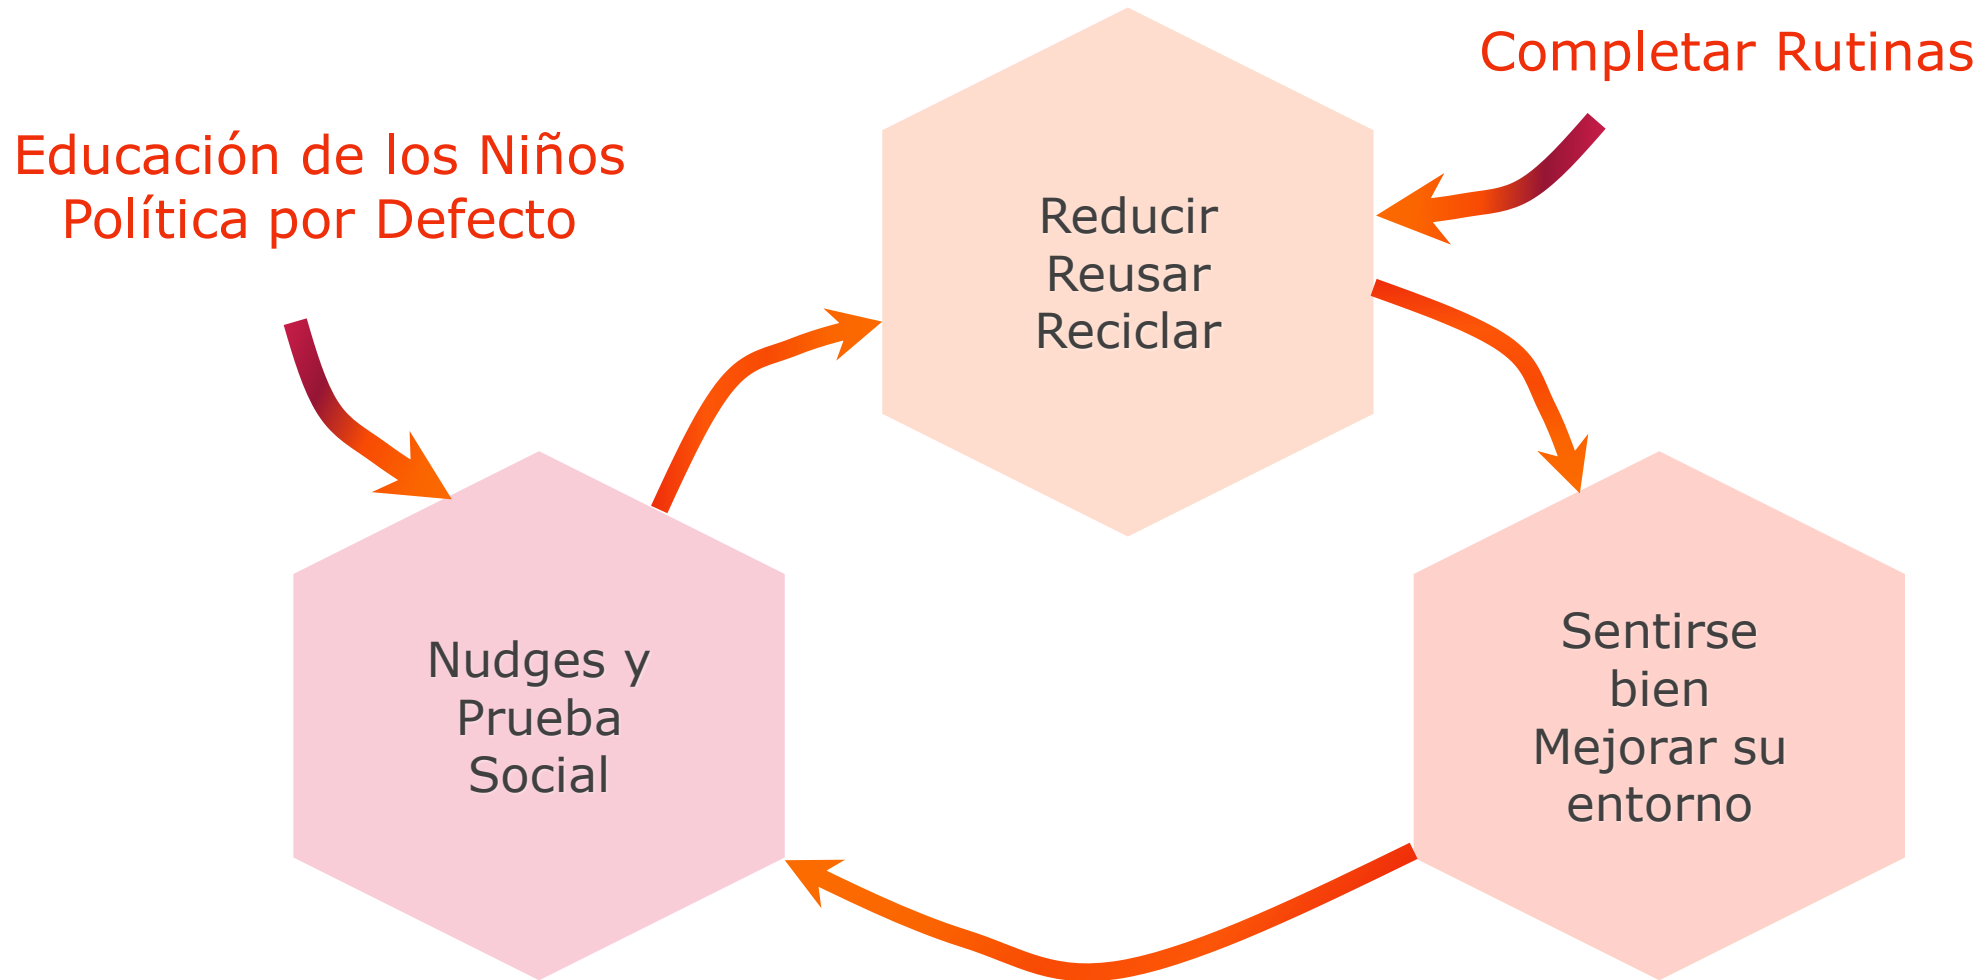 Completar Rutinas
Educación de los Niños
Política por Defecto
Reducir
Reusar
Reciclar
Nudges y
Prueba
Social
Sentirse
bien
Mejorar su
entorno